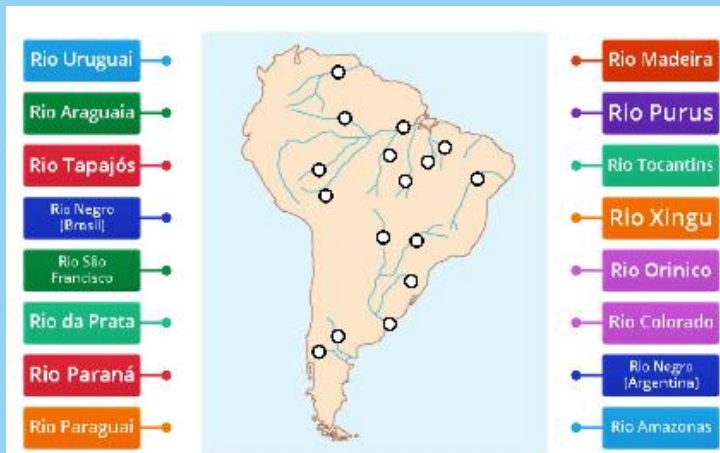 Rio Uruguai
Rio Araguaia
Rio Tapajós
Rio Negro
(Brasil)
Rio São
Francisco
Rio da Prata
Rio Paraná
Rio Paraguai
Rio Madeira
Rio Purus
Rio Tocantins
Rio Xingu
Rio Orinico
Rio Colorado
Rio Negro
(Argentina)
Rio Amazonas